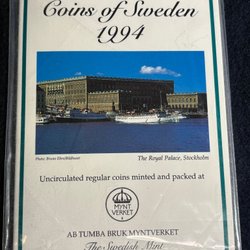 Coins of Sweden
1994
The Royal Palace, Stockholm
Uncirculated regular coins minted and packed at
MYNT
VERKET
AB TUMBA BRUK MYNTVERKET
The Swedish Mint